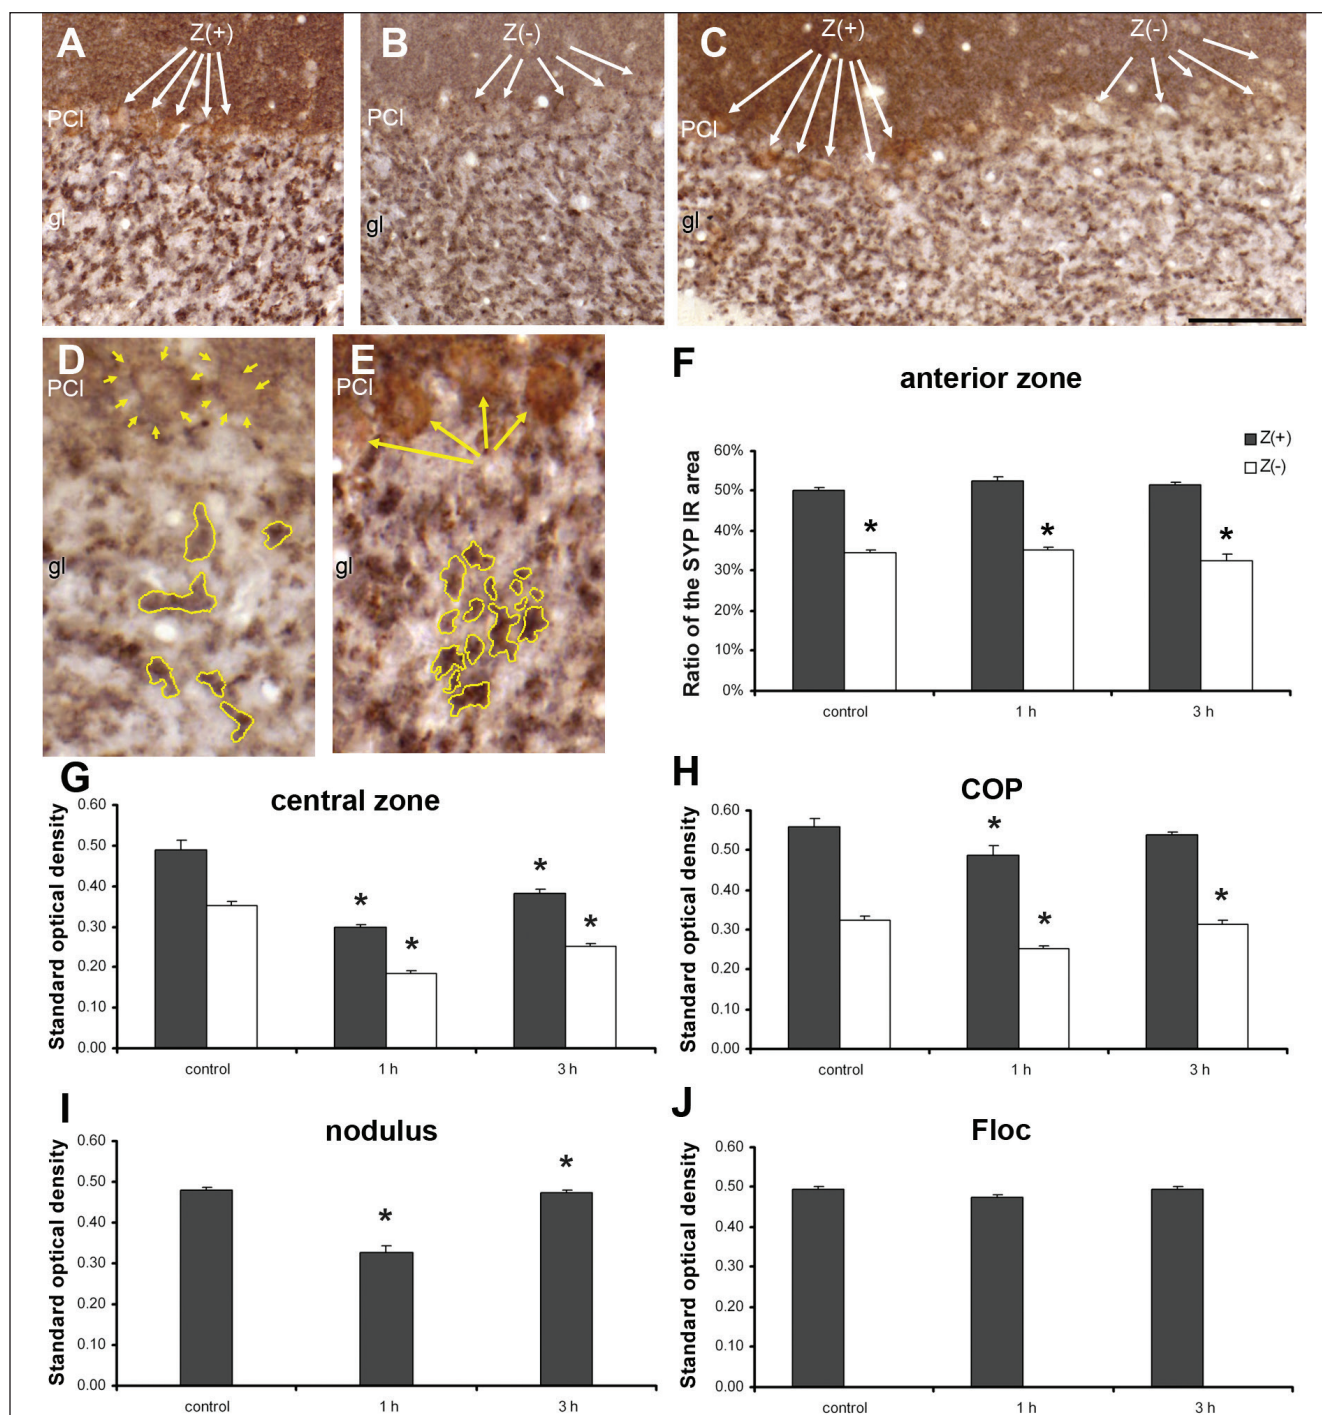 A
Z(+)
PCl
gl
B
Z(-)
gl
C
Z(+)
Z(-)
PCl
gl
D
PCl
gl
E
PCl
gl
F
anterior zone
Ratio of the SYP IR area
60%
50%
40%
30%
20%
10%
0%
Z(+)
Z(-)
*
*
*
control
1 h
3 h
G
central zone
Standard optical density
0.60
0.50
0.40
0.30
0.20
0.10
0.00
*
*
*
*
control
1 h
3 h
H
COP
Standard optical density
0.60
0.50
0.40
0.30
0.20
0.10
0.00
*
*
*
control
1 h
3 h
I
nodulus
Standard optical density
0.60
0.50
0.40
0.30
0.20
0.10
0.00
*
*
control
1 h
3 h
J
Floc
Standard optical density
0.60
0.50
0.40
0.30
0.20
0.10
0.00
control
1 h
3 h